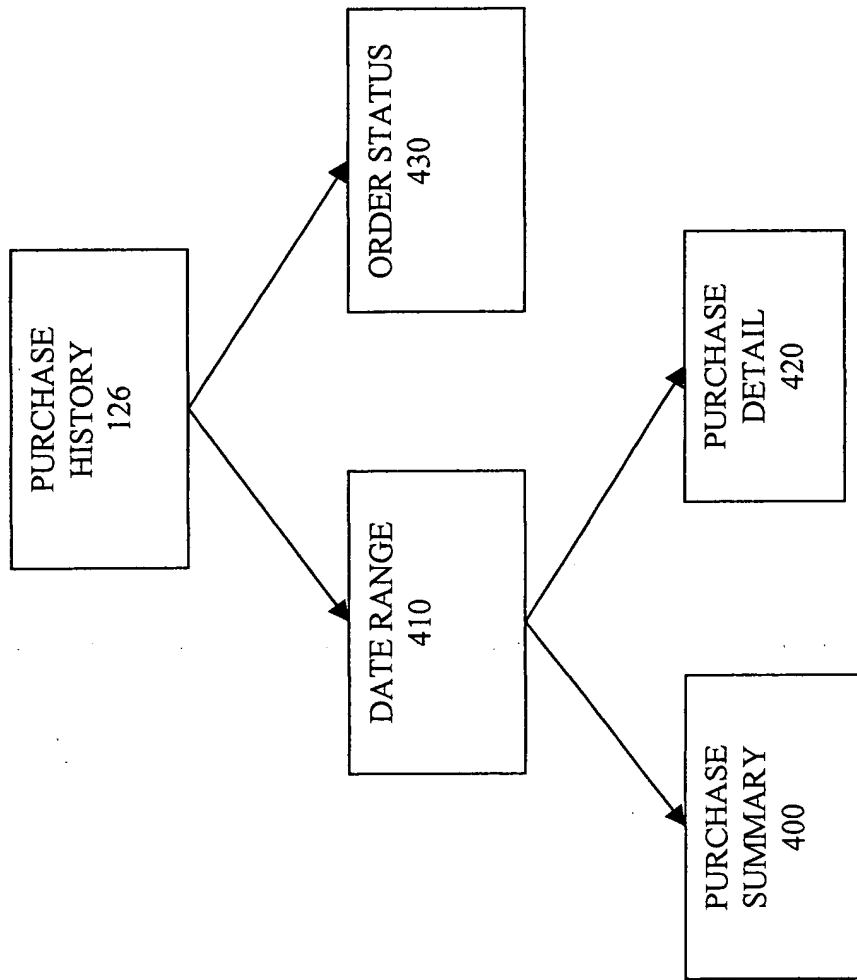 PURCHASE
HISTORY
126
DATE RANGE
410
ORDER STATUS
430
PURCHASE
SUMMARY
400
PURCHASE
DETAIL
420